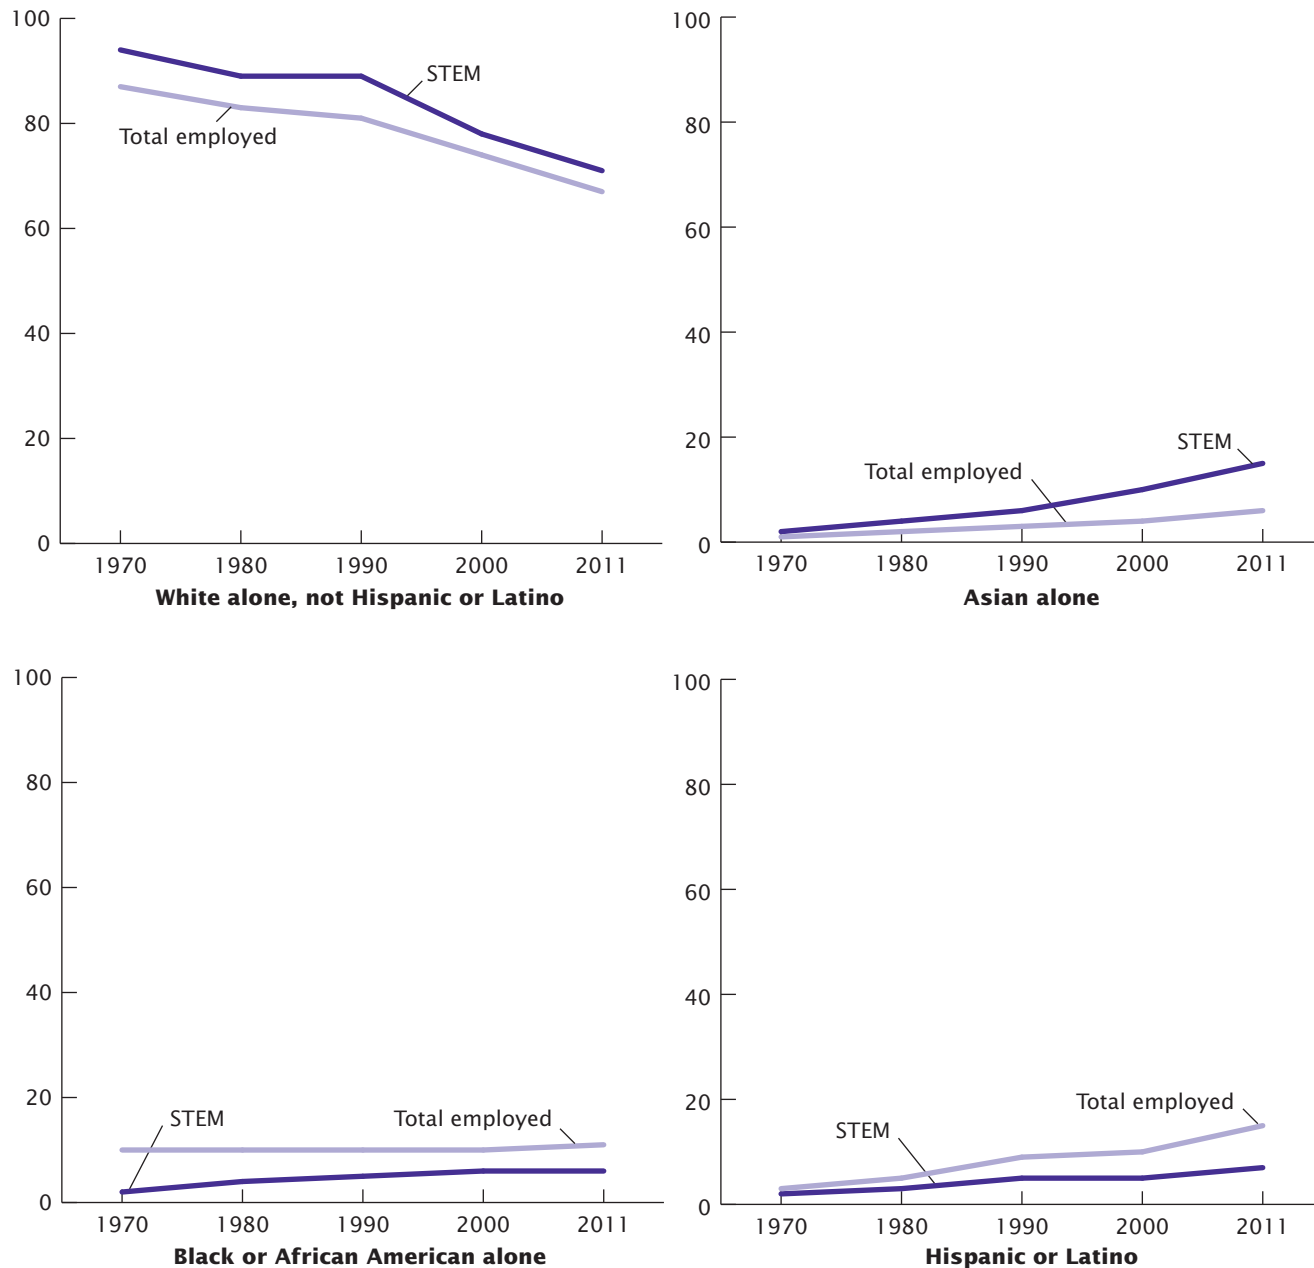 100
80
60
40
20
0
STEM
Total employed
1970 1980 1990 2000 2011
White alone, not Hispanic or Latino
100
80
60
40
20
0
STEM
Total employed
1970 1980 1990 2000 2011
Asian alone
100
80
60
40
20
0
STEM
Total employed
1970 1980 1990 2000 2011
Black or African American alone
100
80
60
40
20
0
Total employed
STEM
1970 1980 1990 2000 2011
Hispanic or Latino